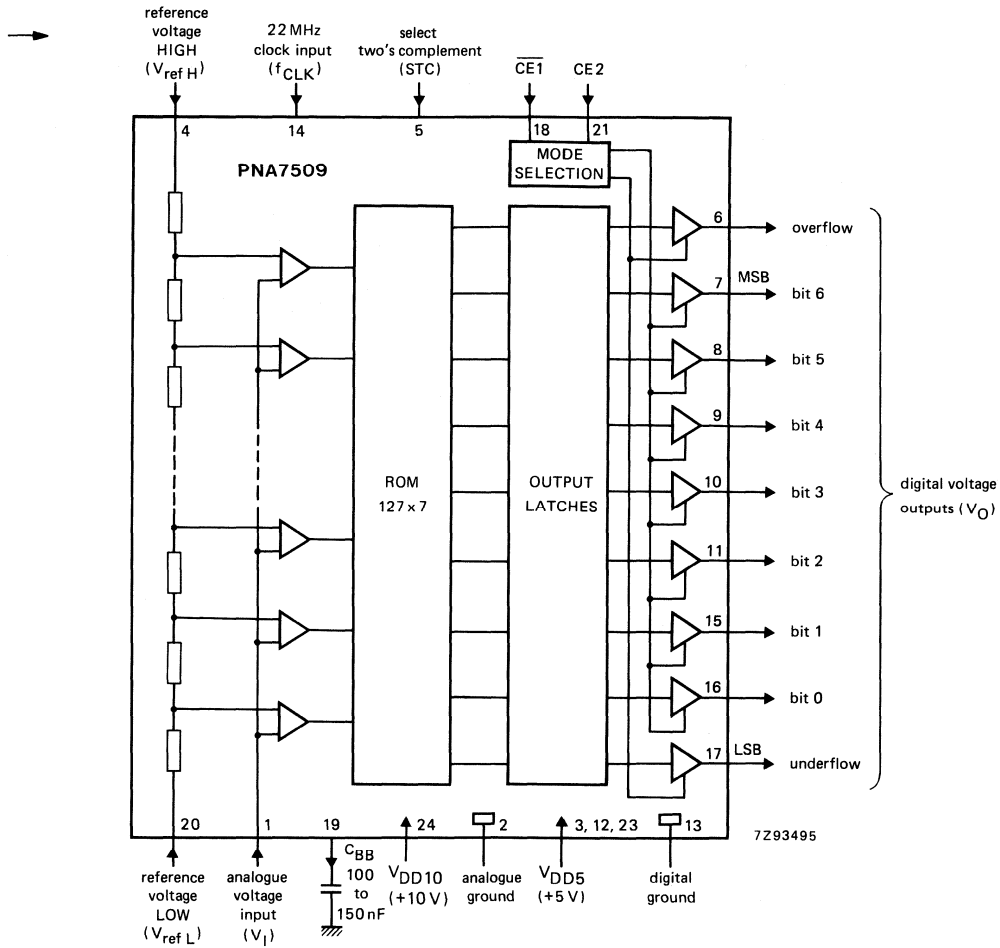 reference
voltage
HIGH
(VrefH)
22 MHz
clock input
(fCLK)
select
two's complement
(STC)
CE1
CE2
4
14
5
18
21
PNA7509
MODE
SELECTION
6
overflow
7
MSB
bit 6
8
bit 5
9
bit 4
ROM
127 x 7
OUTPUT
LATCHES
10
bit 3
digital voltage
outputs (VO)
11
bit 2
15
bit 1
16
bit 0
17
LSB
underflow
20
1
19
24
2
3, 12, 23
13
7Z93495
reference
voltage
LOW
(VrefL)
analogue
voltage
input
(VI)
CBB
100
to
150nF
VDD10
(+10 V)
analogue
ground
VDD5
(+5 V)
digital
ground